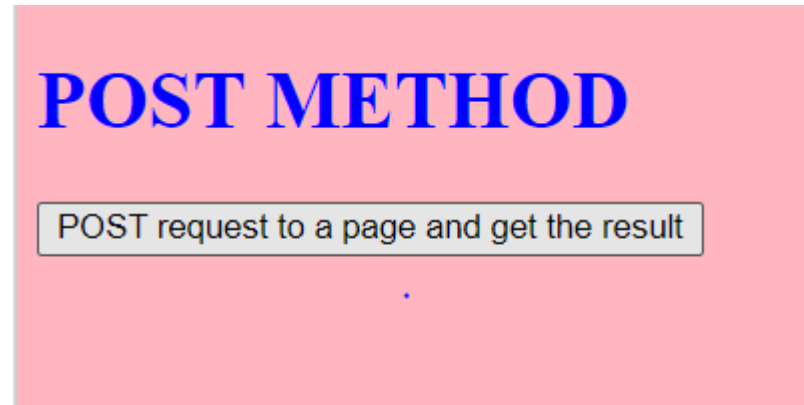 POST METHOD
POST request to a page and get the result